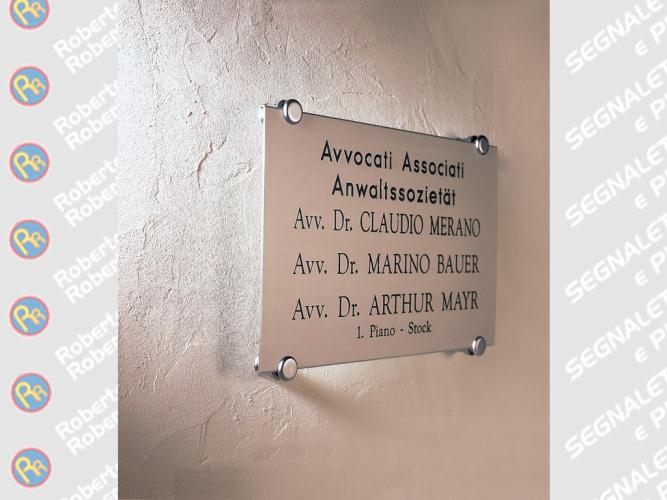 Avvocati Associati
Anwaltssozietät
Avv. Dr. CLAUDIO MERANO
Avv. Dr. MARINO BAUER
Avv. Dr. ARTHUR MAYR
1. Piano - Stock